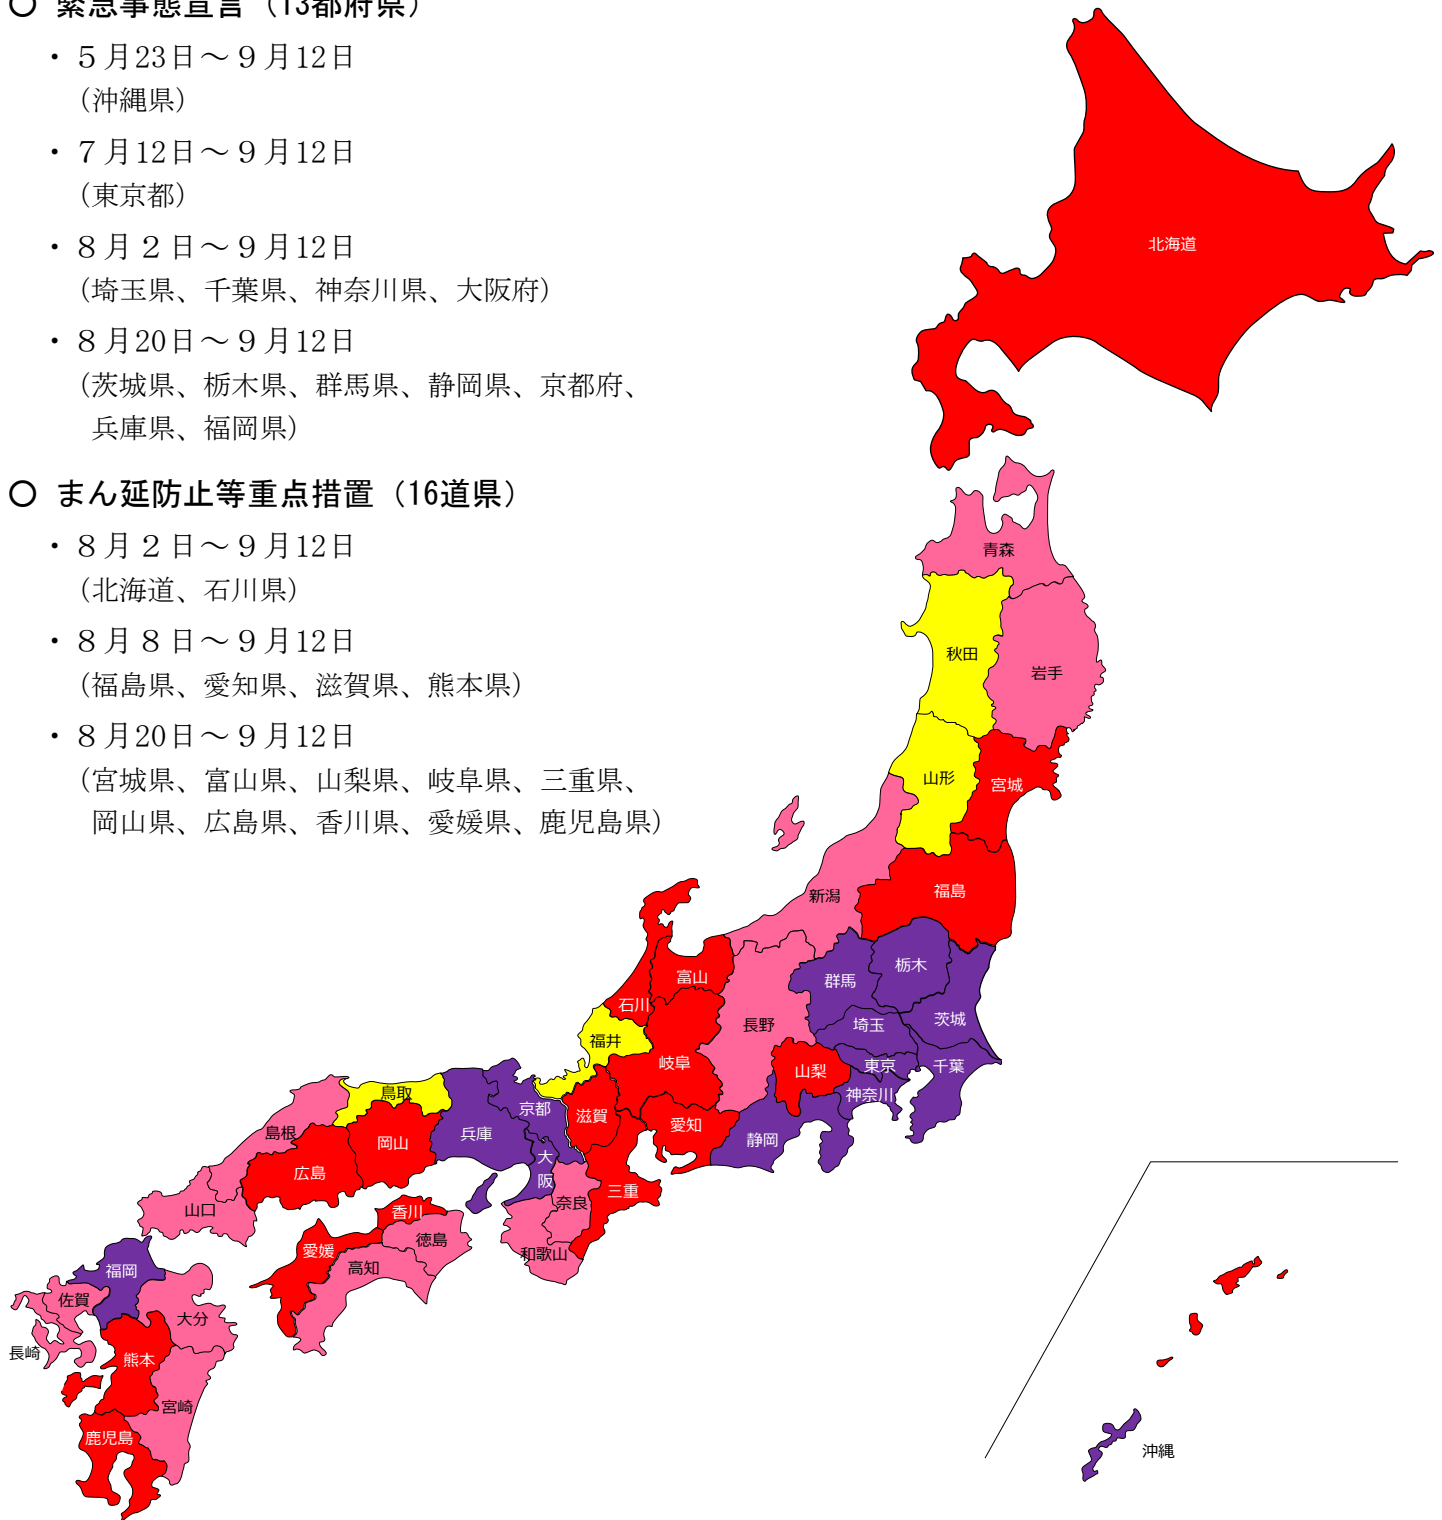 ○ 緊急事態宣言（13都府県）
・５月23日～９月12日
（沖縄県）
・７月12日～９月12日
（東京都）
・８月２日～９月12日
（埼玉県、千葉県、神奈川県、大阪府）
・８月20日～９月12日
（茨城県、栃木県、群馬県、静岡県、京都府、
兵庫県、福岡県）
○ まん延防止等重点措置（16道県）
・８月２日～９月12日
（北海道、石川県）
・８月８日～９月12日
（福島県、愛知県、滋賀県、熊本県）
・８月20日～９月12日
（宮城県、富山県、山梨県、岐阜県、三重県、
岡山県、広島県、香川県、愛媛県、鹿児島県）
北海道
青森
秋田
岩手
山形
宮城
新潟
福島
栃木
群馬
富山
石川
茨城
埼玉
長野
福井
岐阜
東京
千葉
山梨
鳥取
神奈川
京都
滋賀
愛知
兵庫
島根
岡山
静岡
大
阪
広島
三重
奈良
山口
香川
徳島
愛媛
和歌山
高知
福岡
佐賀
大分
長崎
熊本
宮崎
鹿児島
沖縄